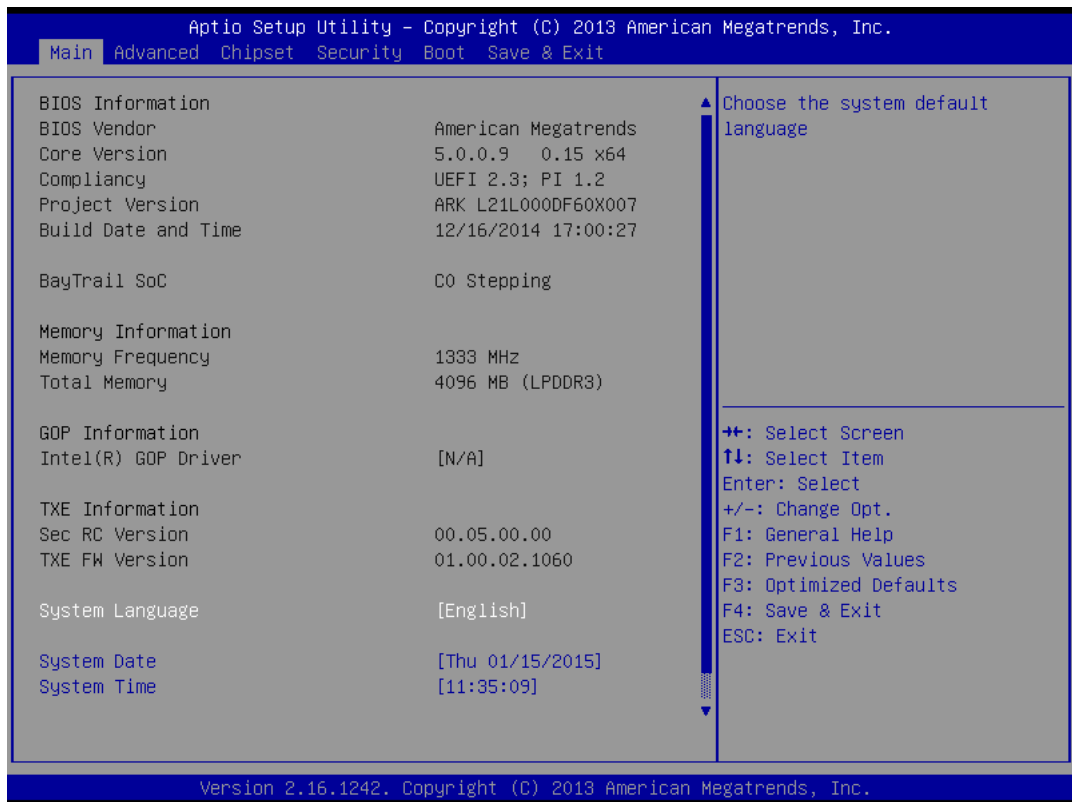 Aptio Setup Utility – Copyright (C) 2013 American Megatrends, Inc.
Main Advanced Chipset Security Boot Save & Exit
BIOS Information
BIOS Vendor American Megatrends
Core Version 5.0.0.9 0.15 x64
Compliancy UEFI 2.3; PI 1.2
Project Version ARK L21L000DF60X007
Build Date and Time 12/16/2014 17:00:27
BayTrail SoC C0 Stepping
Memory Information
Memory Frequency 1333 MHz
Total Memory 4096 MB (LPDDR3)
GOP Information
Intel(R) GOP Driver [N/A]
TXE Information
Sec RC Version 00.05.00.00
TXE FW Version 01.00.02.1060
System Language [English]
System Date [Thu 01/15/2015]
System Time [11:35:09]
Choose the system default
language
→←: Select Screen
↑↓: Select Item
Enter: Select
+/-: Change Opt.
F1: General Help
F2: Previous Values
F3: Optimized Defaults
F4: Save & Exit
ESC: Exit
Version 2.16.1242. Copyright (C) 2013 American Megatrends, Inc.